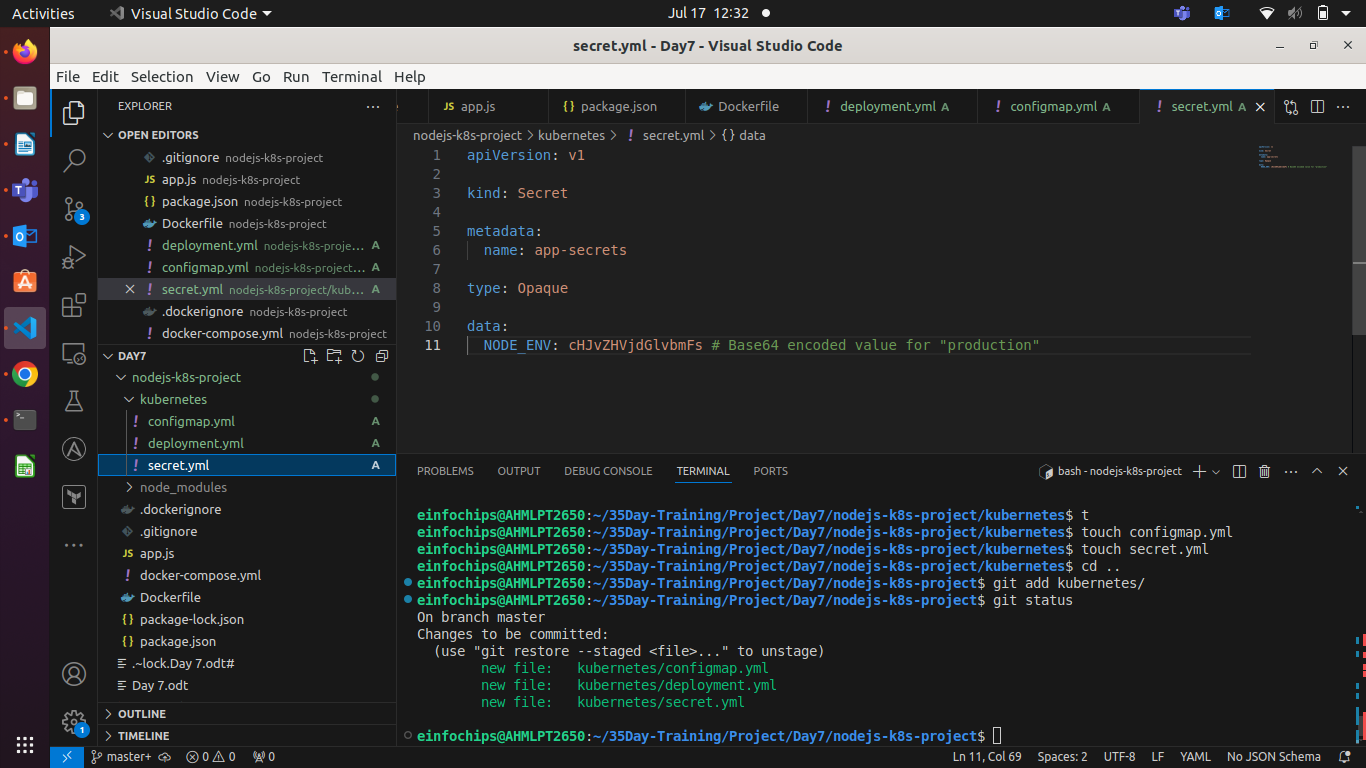 Activities
Visual Studio Code
Jul 17 12:32
secret.yml - Day7 - Visual Studio Code
File Edit Selection View Go Run Terminal Help
EXPLORER
OPEN EDITORS
.gitignore nodejs-k8s-project
JS app.js nodejs-k8s-project
{} package.json nodejs-k8s-project
Dockerfile nodejs-k8s-project
! deployment.yml nodejs-k8s-proje... A
! configmap.yml nodejs-k8s-project... A
! secret.yml nodejs-k8s-project/kub... A
.dockerignore nodejs-k8s-project
! docker-compose.yml nodejs-k8s-project
DAY7
nodejs-k8s-project
kubernetes
! configmap.yml A
! deployment.yml A
! secret.yml A
node_modules
.dockerignore
.gitignore
JS app.js
! docker-compose.yml
Dockerfile
{} package-lock.json
{} package.json
.~lock.Day 7.odt#
Day 7.odt
OUTLINE
TIMELINE
3
1
JS app.js
{} package.json
Dockerfile
! deployment.yml A
! configmap.yml A
! secret.yml A
nodejs-k8s-project > kubernetes > ! secret.yml > {} data
1 apiVersion: v1
2
3 kind: Secret
4
5 metadata:
6 name: app-secrets
7
8 type: Opaque
9
10 data:
11 NODE_ENV: cHJvZHVjdGlvbmFs # Base64 encoded value for "production"
PROBLEMS OUTPUT DEBUG CONSOLE TERMINAL PORTS
bash - nodejs-k8s-project
einfochips@AHMLPT2650:~/35Day-Training/Project/Day7/nodejs-k8s-project/kubernetes$ t
einfochips@AHMLPT2650:~/35Day-Training/Project/Day7/nodejs-k8s-project/kubernetes$ touch configmap.yml
einfochips@AHMLPT2650:~/35Day-Training/Project/Day7/nodejs-k8s-project/kubernetes$ touch secret.yml
einfochips@AHMLPT2650:~/35Day-Training/Project/Day7/nodejs-k8s-project/kubernetes$ cd ..
einfochips@AHMLPT2650:~/35Day-Training/Project/Day7/nodejs-k8s-project$ git add kubernetes/
einfochips@AHMLPT2650:~/35Day-Training/Project/Day7/nodejs-k8s-project$ git status
On branch master
Changes to be committed:
(use "git restore --staged <file>..." to unstage)
new file: kubernetes/configmap.yml
new file: kubernetes/deployment.yml
new file: kubernetes/secret.yml
einfochips@AHMLPT2650:~/35Day-Training/Project/Day7/nodejs-k8s-project$
master+ 0 0 0
Ln 11, Col 69 Spaces: 2 UTF-8 LF YAML No JSON Schema